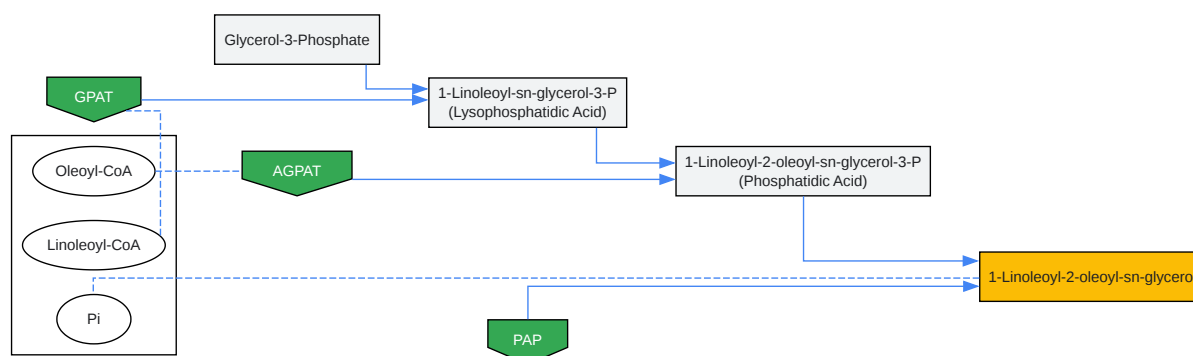 Glycerol-3-Phosphate
GPAT
1-Linoleoyl-sn-glycerol-3-P
(Lysophosphatidic Acid)
Oleoyl-CoA
AGPAT
1-Linoleoyl-2-oleoyl-sn-glycerol-3-P
(Phosphatidic Acid)
Linoleoyl-CoA
1-Linoleoyl-2-oleoyl-sn-glycero
Pi
PAP